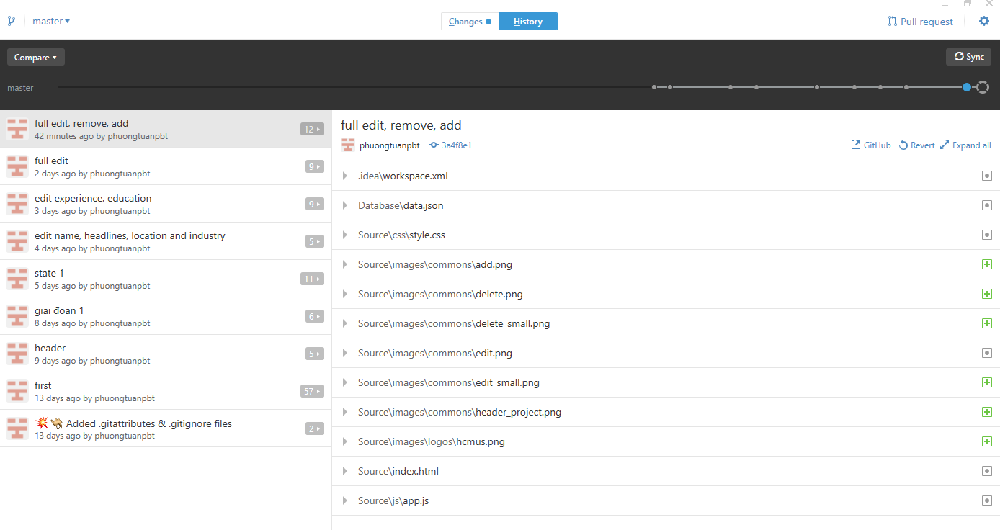 master ▾
Changes
History
Pull request
Compare ▾
Sync
master
full edit, remove, add
42 minutes ago by phuongtuanpbt
12
full edit
2 days ago by phuongtuanpbt
9
edit experience, education
3 days ago by phuongtuanpbt
9
edit name, headlines, location and industry
4 days ago by phuongtuanpbt
5
state 1
5 days ago by phuongtuanpbt
11
giai đoạn 1
8 days ago by phuongtuanpbt
6
header
9 days ago by phuongtuanpbt
5
first
13 days ago by phuongtuanpbt
57
💥🐫 Added .gitattributes & .gitignore files
13 days ago by phuongtuanpbt
2
full edit, remove, add
phuongtuanpbt 3a4f8e1
GitHub Revert Expand all
.idea\workspace.xml
Database\data.json
Source\css\style.css
Source\images\commons\add.png
Source\images\commons\delete.png
Source\images\commons\delete_small.png
Source\images\commons\edit.png
Source\images\commons\edit_small.png
Source\images\commons\header_project.png
Source\images\logos\hcmus.png
Source\index.html
Source\js\app.js